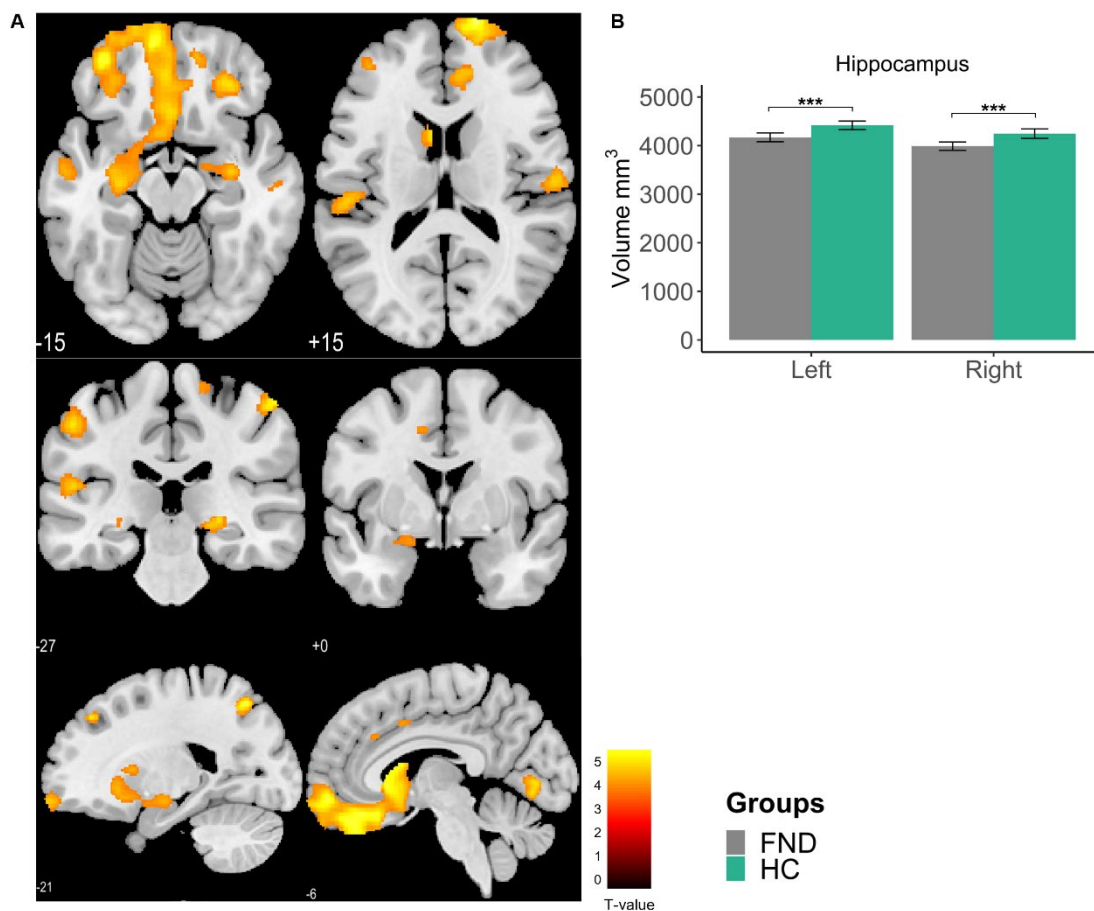 A
-15
+15
-27
+0
-21
-6
5
4
3
2
1
0
T-value
B
Hippocampus
5000
4000
3000
2000
1000
0
Volume mm³
***
***
Left
Right
Groups
FND
HC